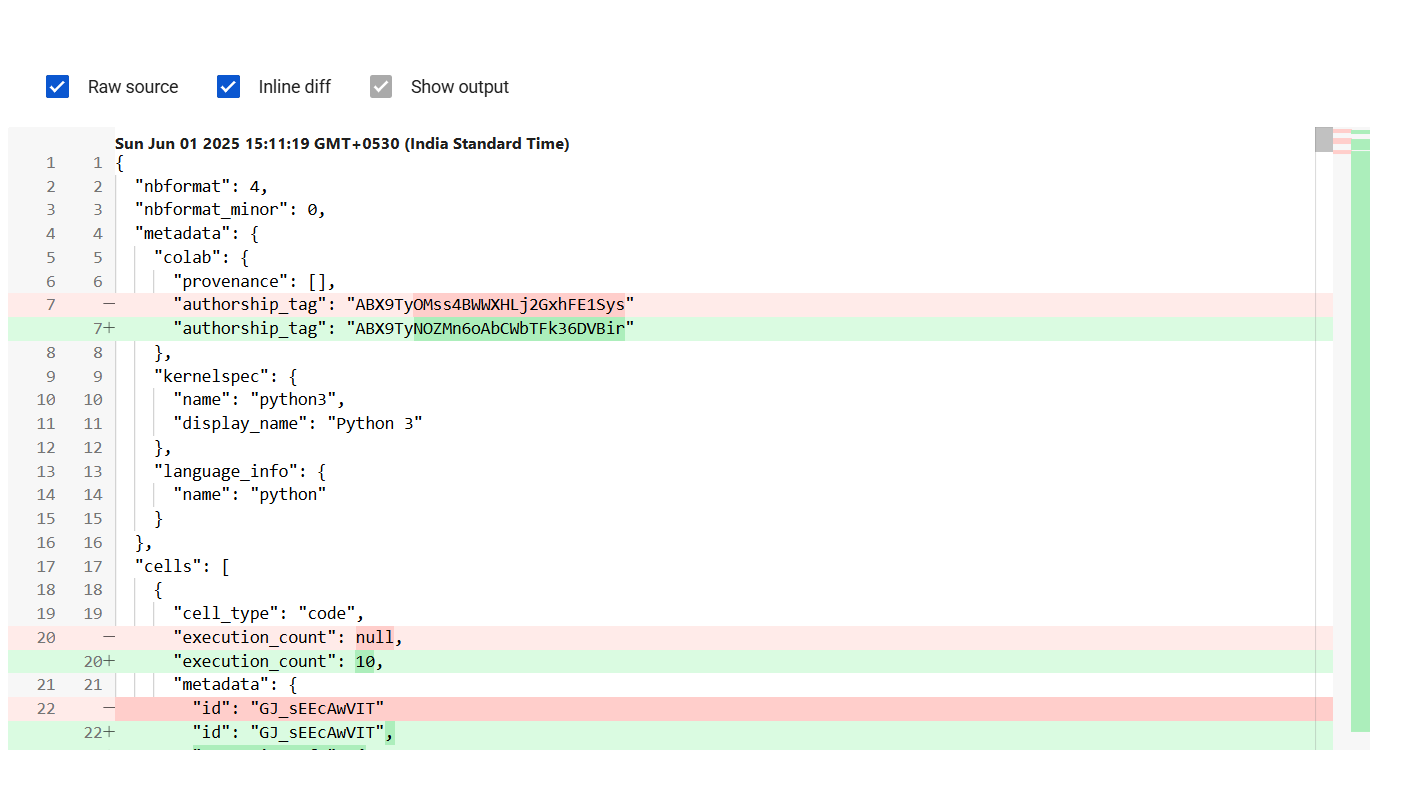 Raw source Inline diff Show output
Sun Jun 01 2025 15:11:19 GMT+0530 (India Standard Time)
1 1 {
2 2 "nbformat": 4,
3 3 "nbformat_minor": 0,
4 4 "metadata": {
5 5 "colab": {
6 6 "provenance": [],
7 − "authorship_tag": "ABX9TyOMss4BWWXHLj2GxhFE1Sys"
7+ "authorship_tag": "ABX9TyNOZMn6oAbCWbTFk36DVBir"
8 8 },
9 9 "kernelspec": {
10 10 "name": "python3",
11 11 "display_name": "Python 3"
12 12 },
13 13 "language_info": {
14 14 "name": "python"
15 15 }
16 16 },
17 17 "cells": [
18 18 {
19 19 "cell_type": "code",
20 − "execution_count": null,
20+ "execution_count": 10,
21 21 "metadata": {
22 − "id": "GJ_sEEcAwVIT"
22+ "id": "GJ_sEEcAwVIT",